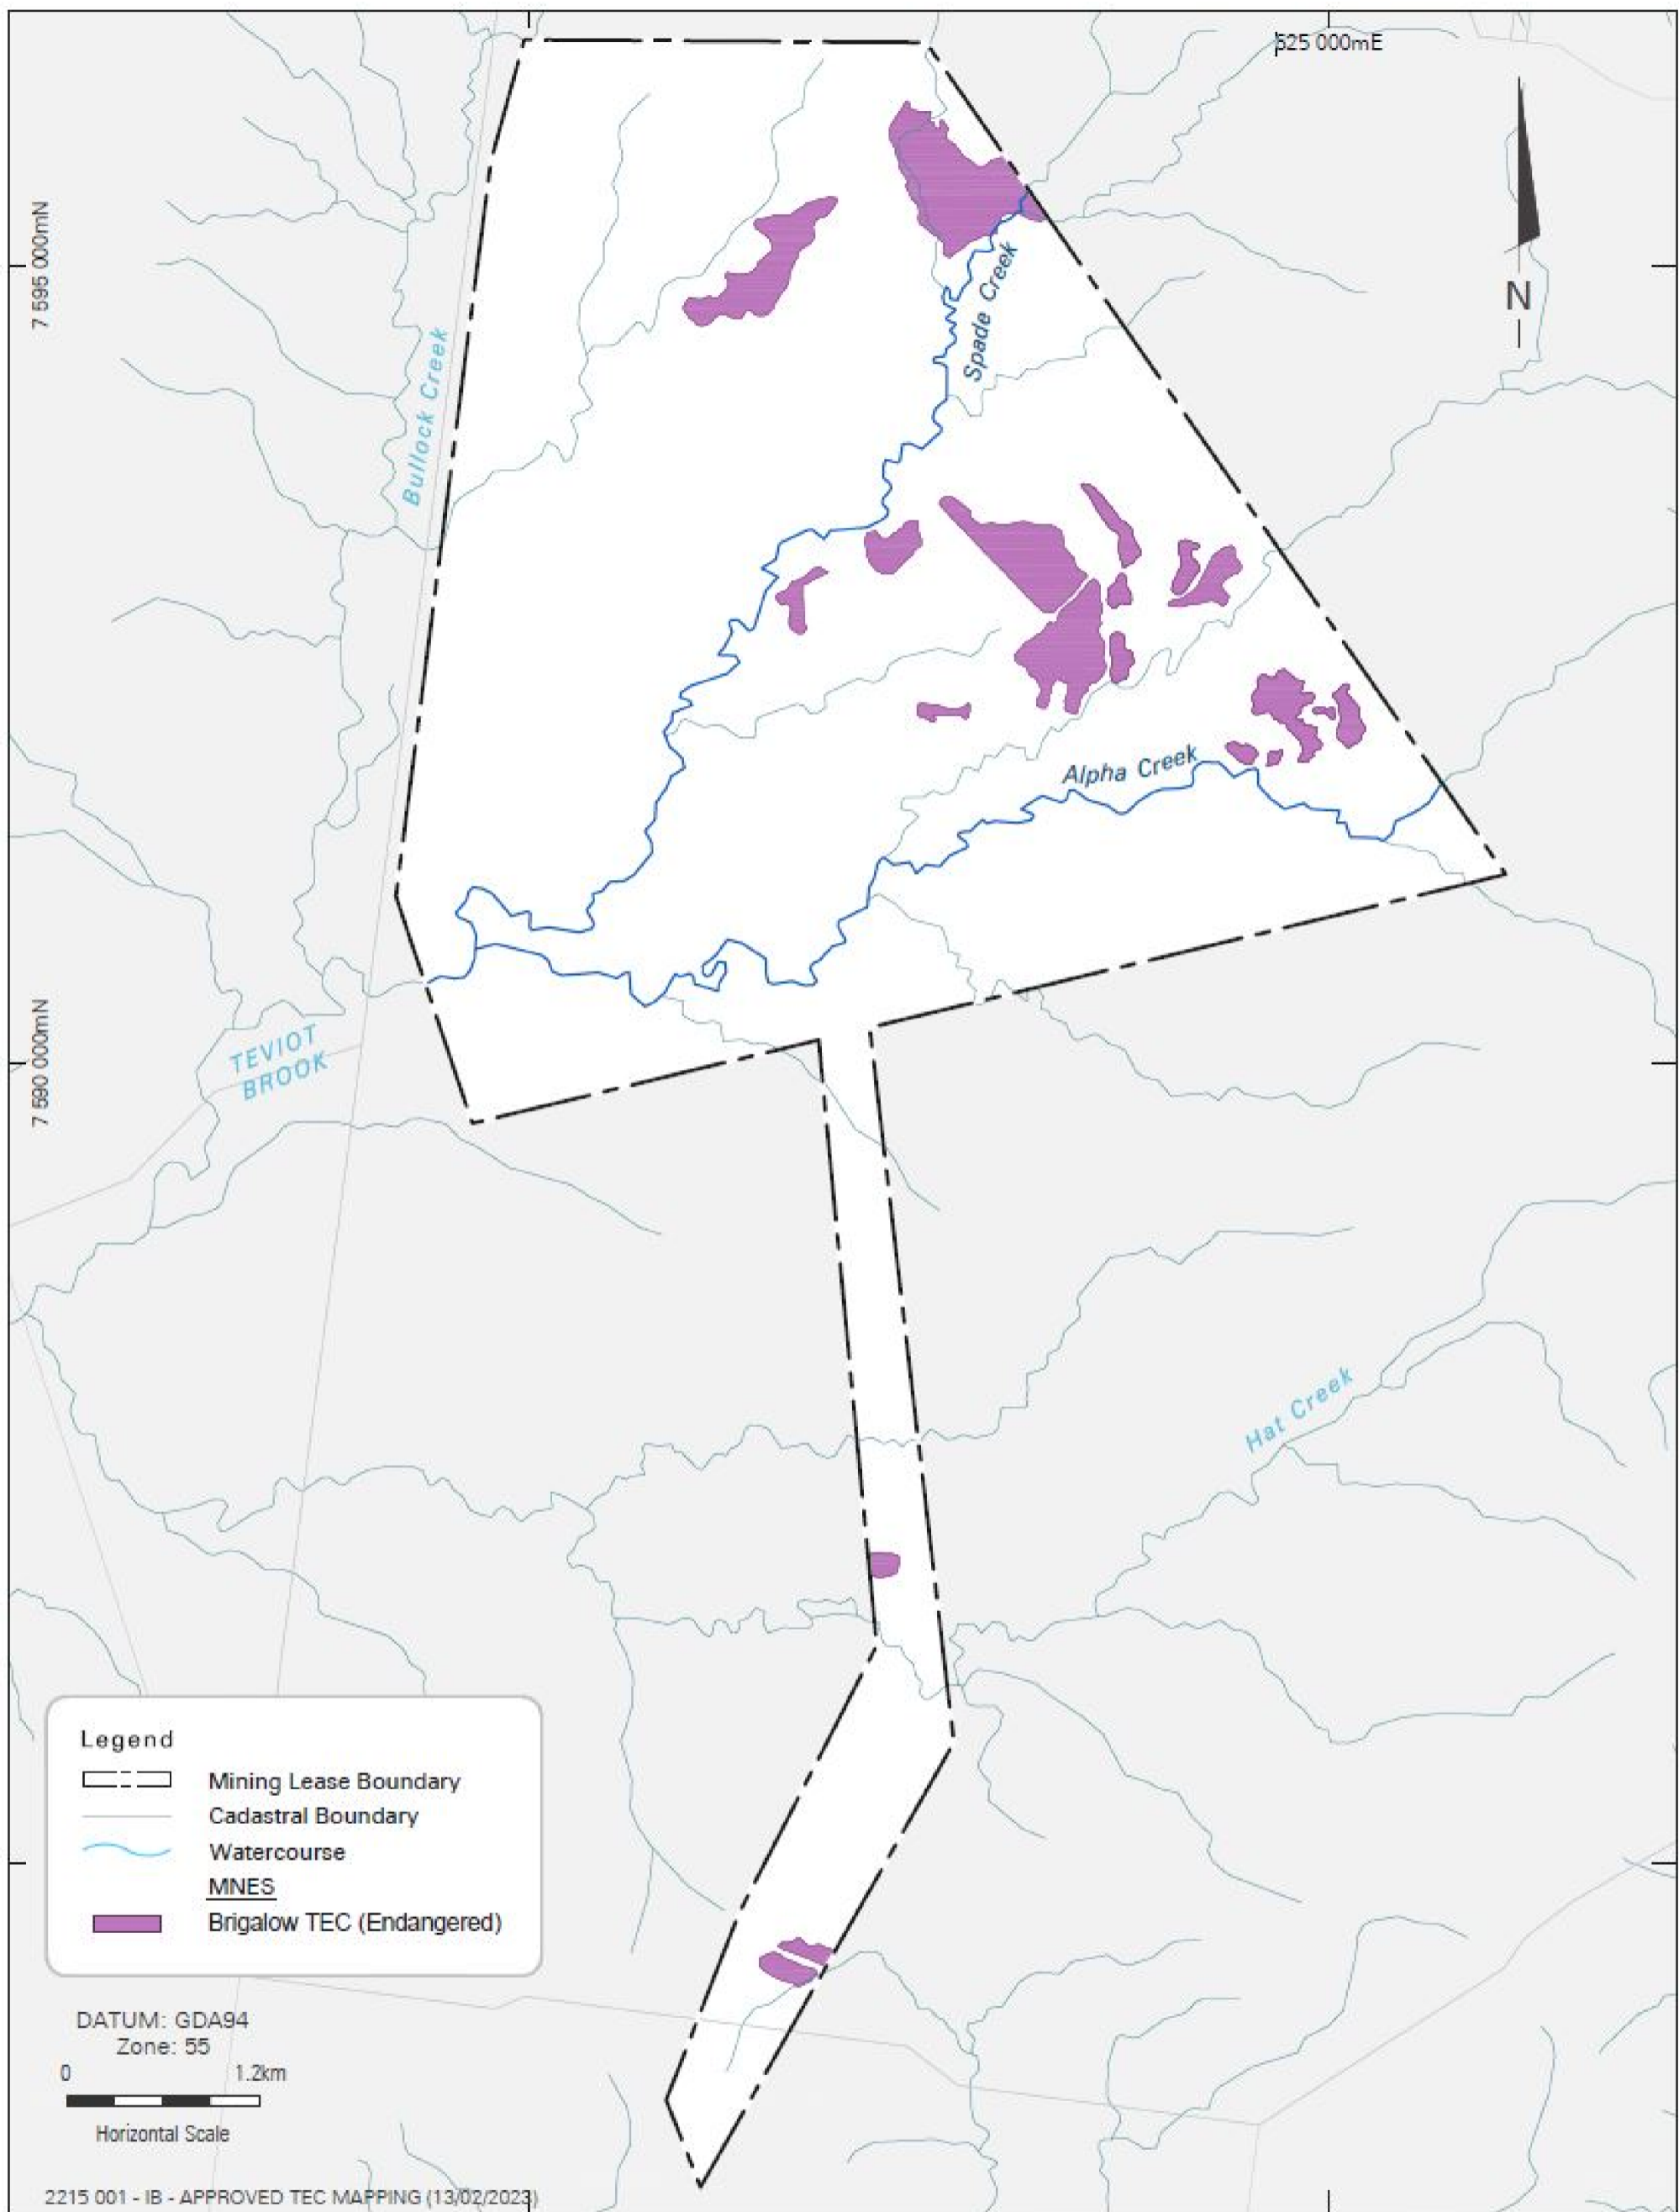 625 000mE
7 595 000mN
N
Spade Creek
Bullock Creek
Alpha Creek
7 590 000mN
TEVIOT
BROOK
Hat Creek
Legend
Mining Lease Boundary
Cadastral Boundary
Watercourse
MNES
Brigalow TEC (Endangered)
DATUM: GDA94
Zone: 55
0 1.2km
Horizontal Scale
2215 001 - IB - APPROVED TEC MAPPING (13/02/2023)